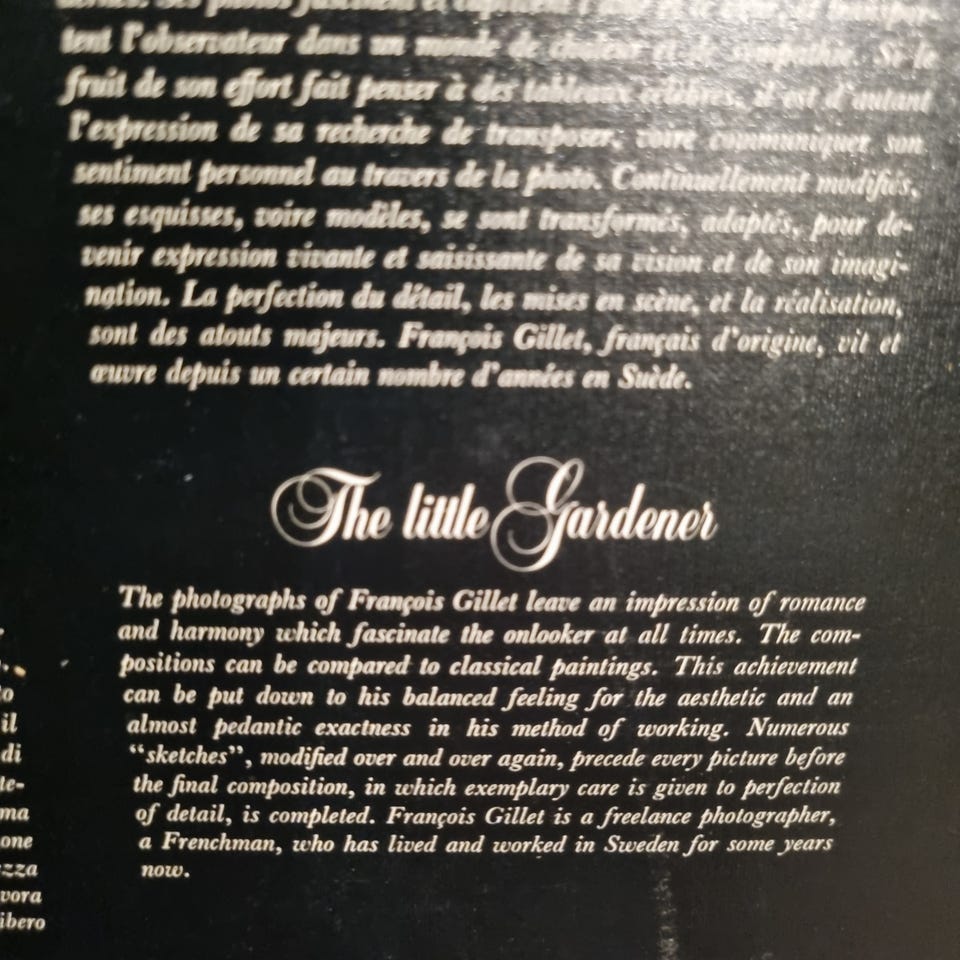 tent l'observateur dans un monde de chaleur et de sympathie. Si le
fruit de son effort fait penser à des tableaux célèbres, il est d'autant
l'expression de sa recherche de transposer, voire communiquer son
sentiment personnel au travers de la photo. Continuellement modifiés,
ses esquisses, voire modèles, se sont transformés, adaptés, pour de-
venir expression vivante et saisissante de sa vision et de son imagi-
nation. La perfection du détail, les mises en scène, et la réalisation,
sont des atouts majeurs. François Gillet, français d'origine, vit et
œuvre depuis un certain nombre d'années en Suède.
The little Gardener
The photographs of François Gillet leave an impression of romance
and harmony which fascinate the onlooker at all times. The com-
positions can be compared to classical paintings. This achievement
can be put down to his balanced feeling for the aesthetic and an
almost pedantic exactness in his method of working. Numerous
“sketches”, modified over and over again, precede every picture before
the final composition, in which exemplary care is given to perfection
of detail, is completed. François Gillet is a freelance photographer,
a Frenchman, who has lived and worked in Sweden for some years
now.
to
il
di
te-
ma
one
ezza
vora
ibero